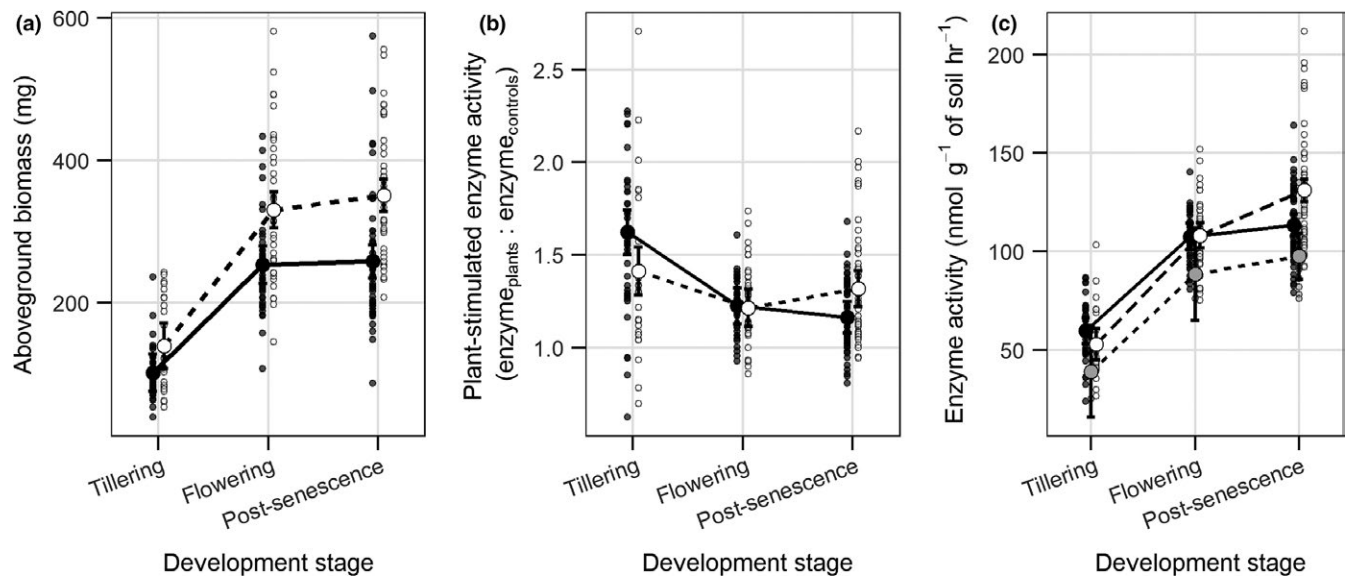 (a)
Aboveground biomass (mg)
600
400
200
Tillering
Flowering
Post-senescence
Development stage
(b)
Plant-stimulated enzyme activity
(enzymeplants : enzymecontrols)
2.5
2.0
1.5
1.0
Tillering
Flowering
Post-senescence
Development stage
(c)
Enzyme activity (nmol g⁻¹ of soil hr⁻¹)
200
150
100
50
Tillering
Flowering
Post-senescence
Development stage